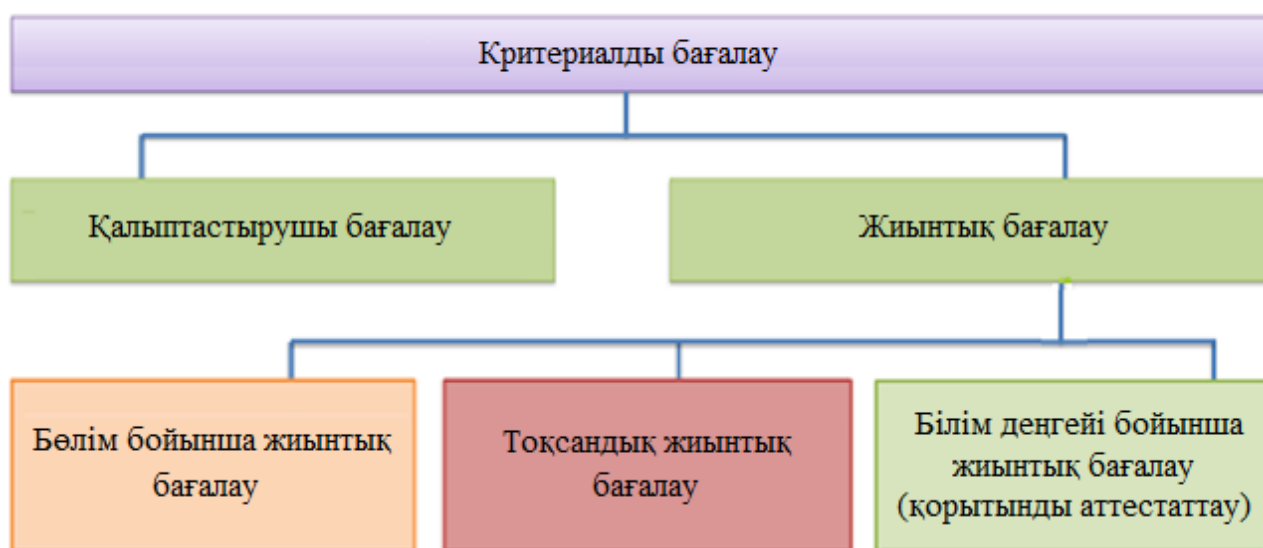 Критериалды бағалау
Қалыптастырушы бағалау
Жиынтық бағалау
Бөлім бойынша жиынтық
бағалау
Тоқсандық жиынтық
бағалау
Білім деңгейі бойынша
жиынтық бағалау
(қорытынды аттестаттау)